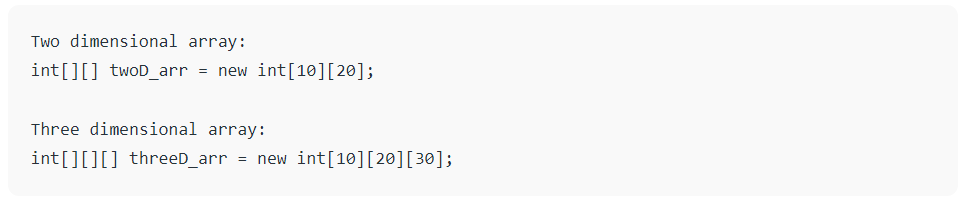 Two dimensional array:
int[][] twoD_arr = new int[10][20];
Three dimensional array:
int[][][] threeD_arr = new int[10][20][30];